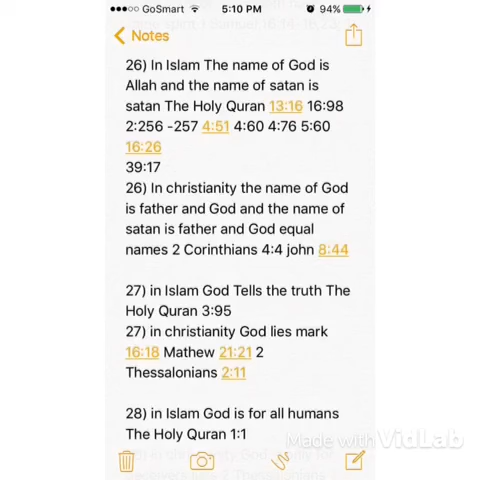 GoSmart 5:10 PM 94%
Notes
26) In Islam The name of God is
Allah and the name of satan is
satan The Holy Quran 13:16 16:98
2:256 -257 4:51 4:60 4:76 5:60
16:26
39:17
26) In christianity the name of God
is father and God and the name of
satan is father and God equal
names 2 Corinthians 4:4 john 8:44
27) in Islam God Tells the truth The
Holy Quran 3:95
27) in christianity God lies mark
16:18 Mathew 21:21 2
Thessalonians 2:11
28) in Islam God is for all humans
The Holy Quran 1:1
Made with VidLab